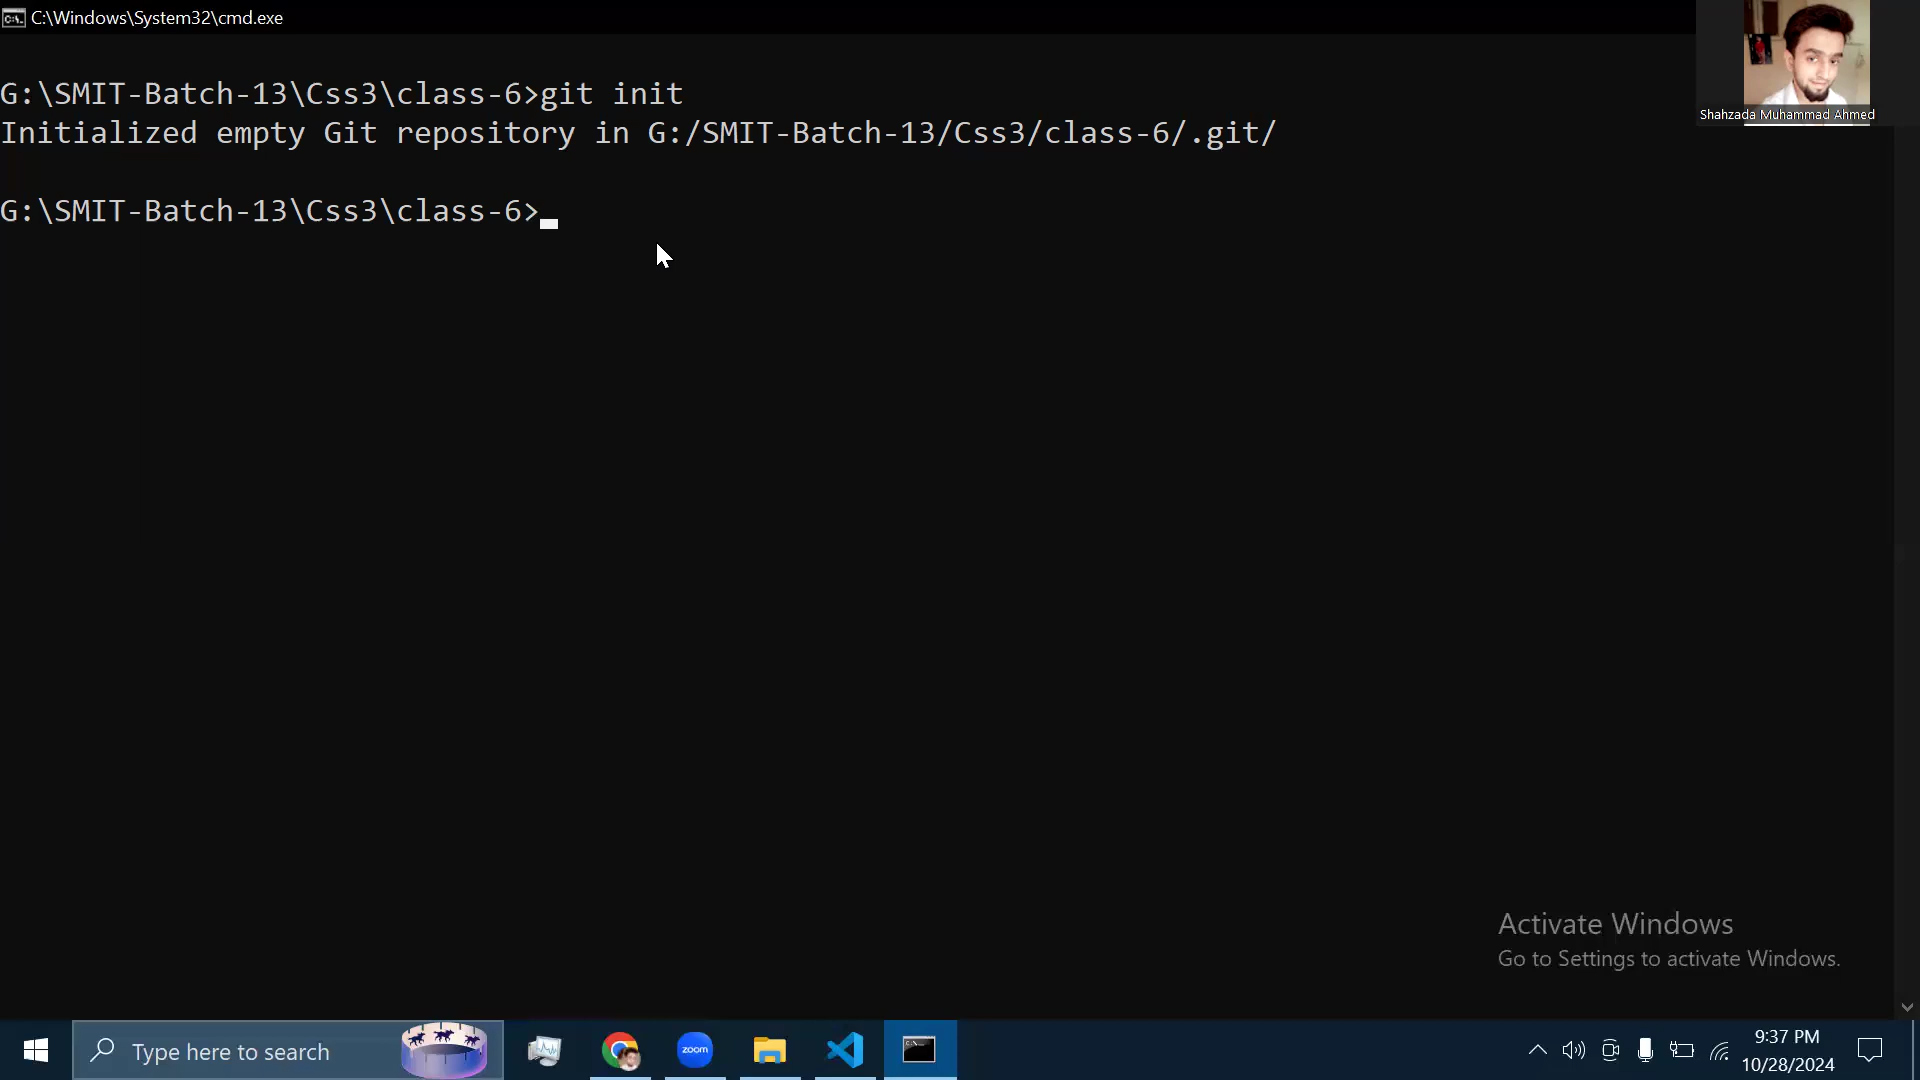 C:\Windows\System32\cmd.exe
G:\SMIT-Batch-13\Css3\class-6>git init
Initialized empty Git repository in G:/SMIT-Batch-13/Css3/class-6/.git/
G:\SMIT-Batch-13\Css3\class-6>
Shahzada Muhammad Ahmed
Activate Windows
Go to Settings to activate Windows.
Type here to search
zoom
9:37 PM
10/28/2024